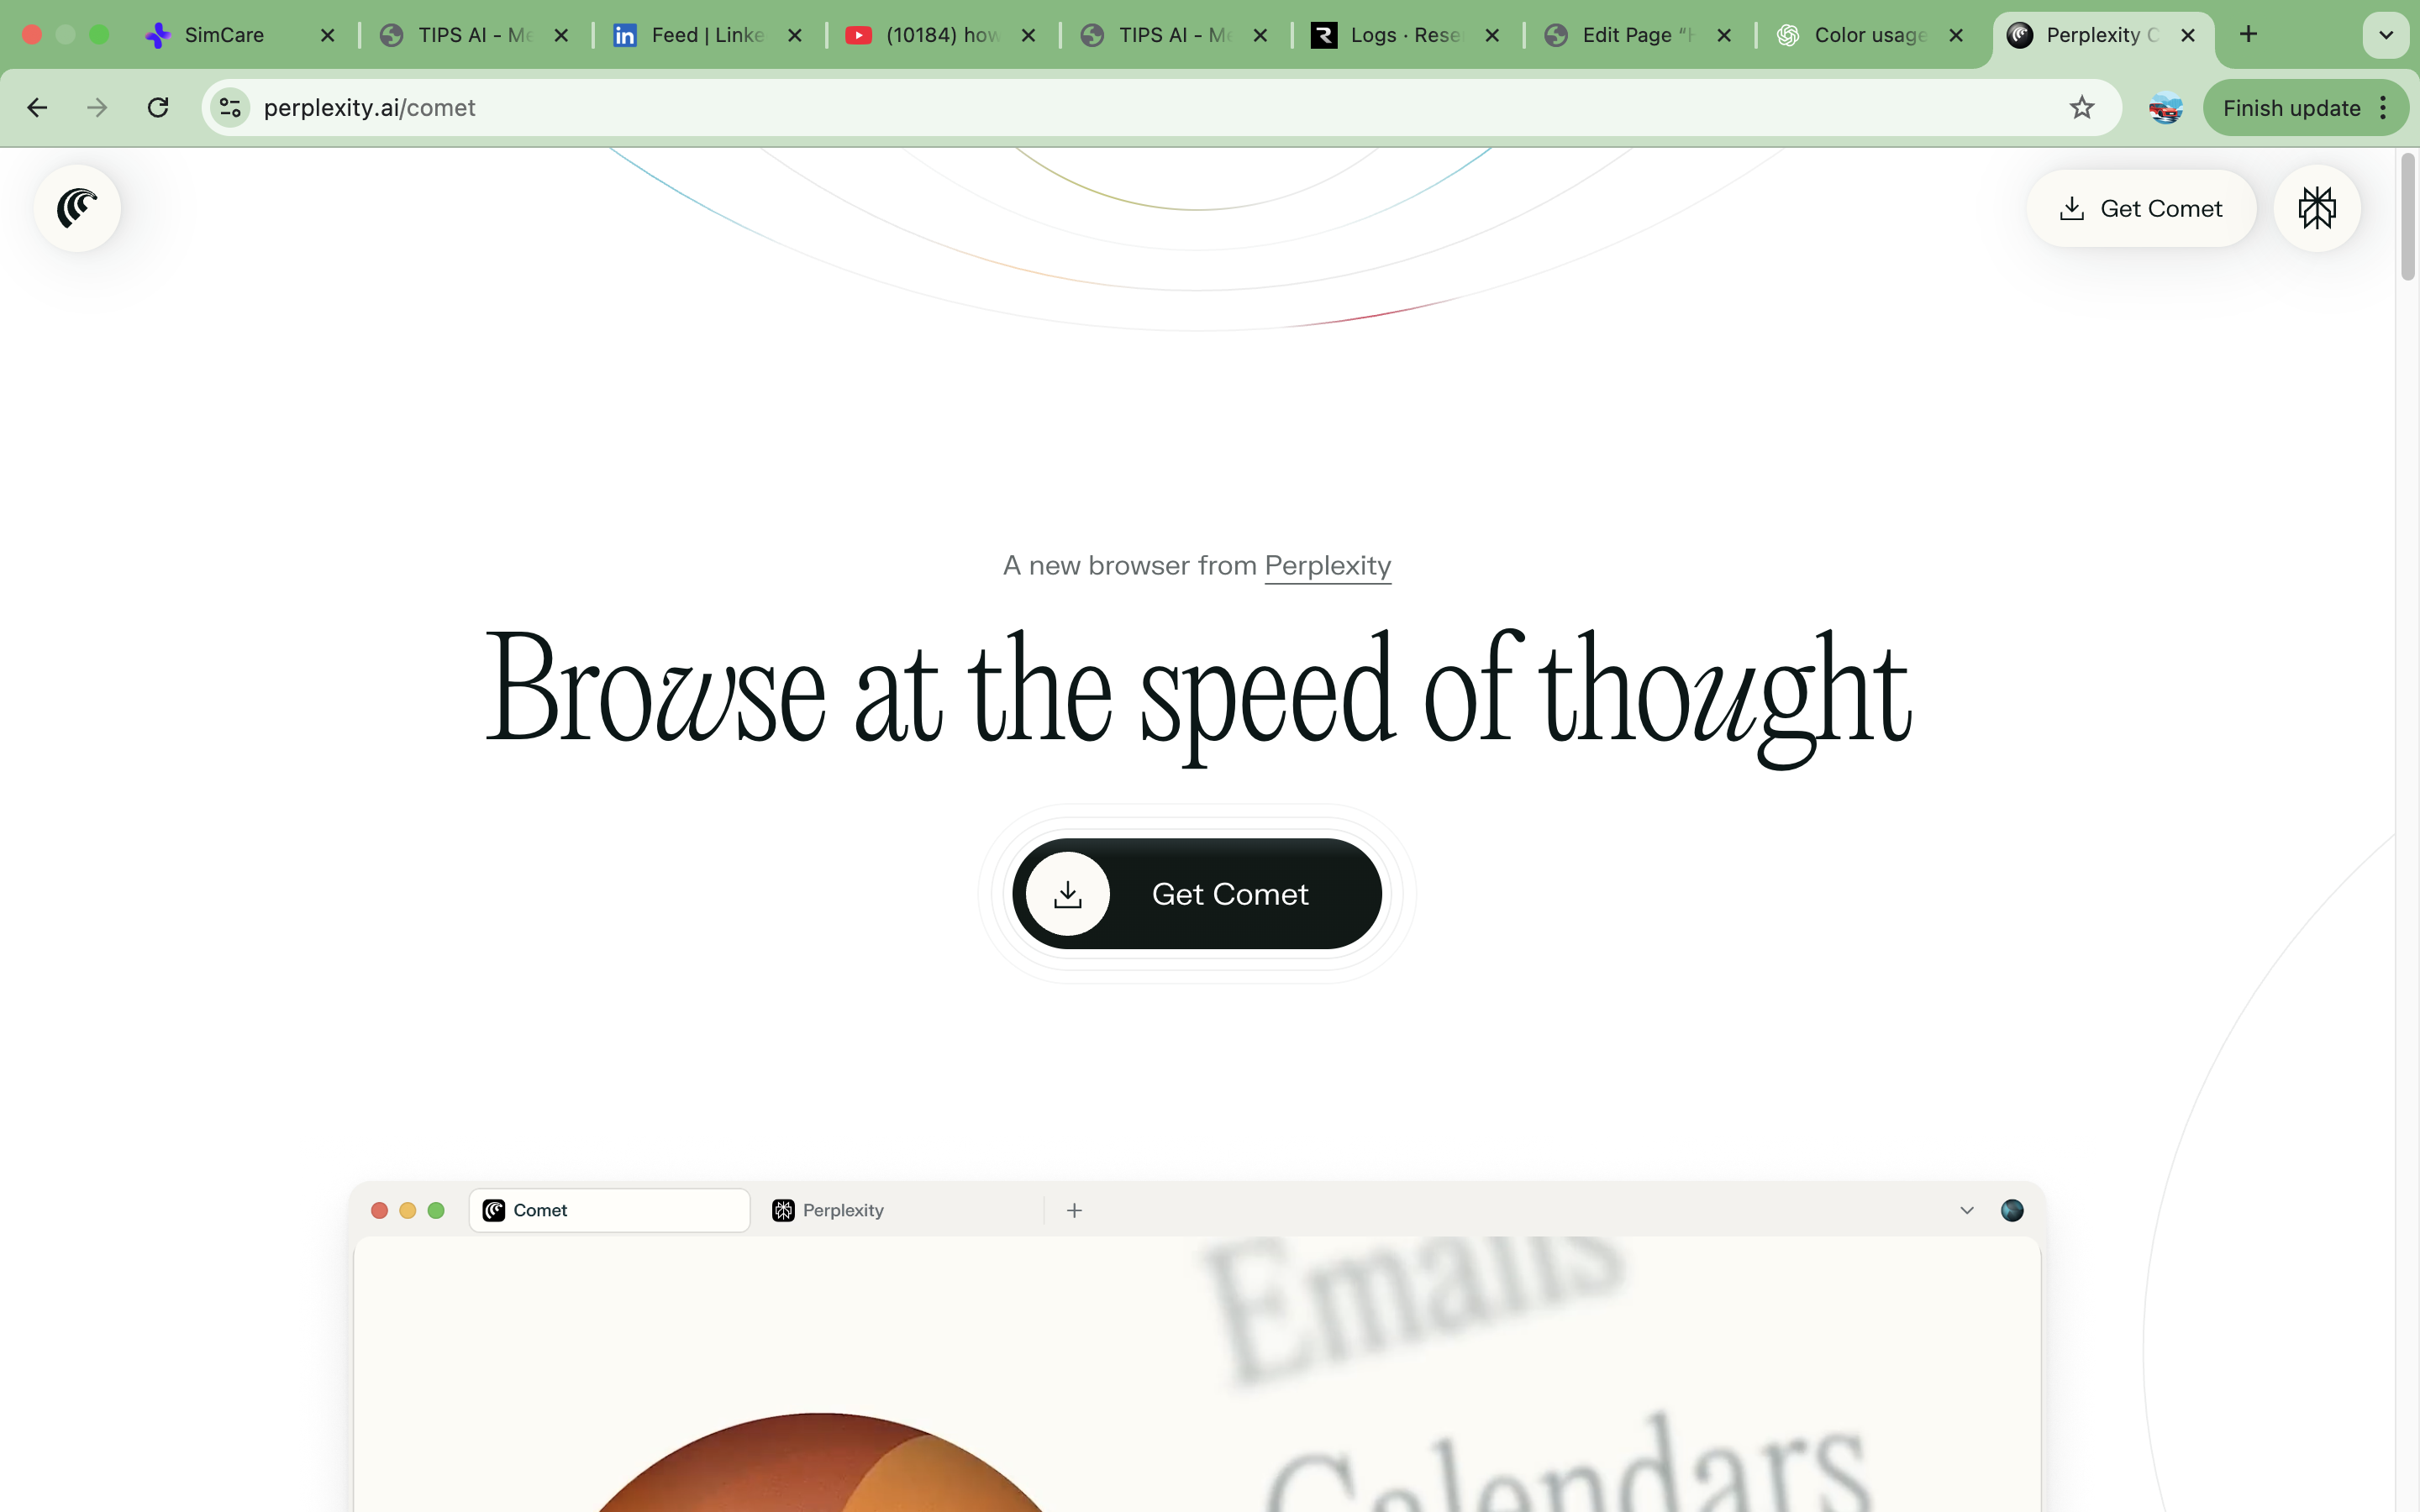 SimCare
TIPS AI - Me
Feed | Linke
(10184) how
TIPS AI - Me
Logs · Rese
Edit Page “H
Color usage
Perplexity C
perplexity.ai/comet
Finish update
Get Comet
A new browser from Perplexity
Browse at the speed of thought
Get Comet
Comet
Perplexity
Emails
Calendars